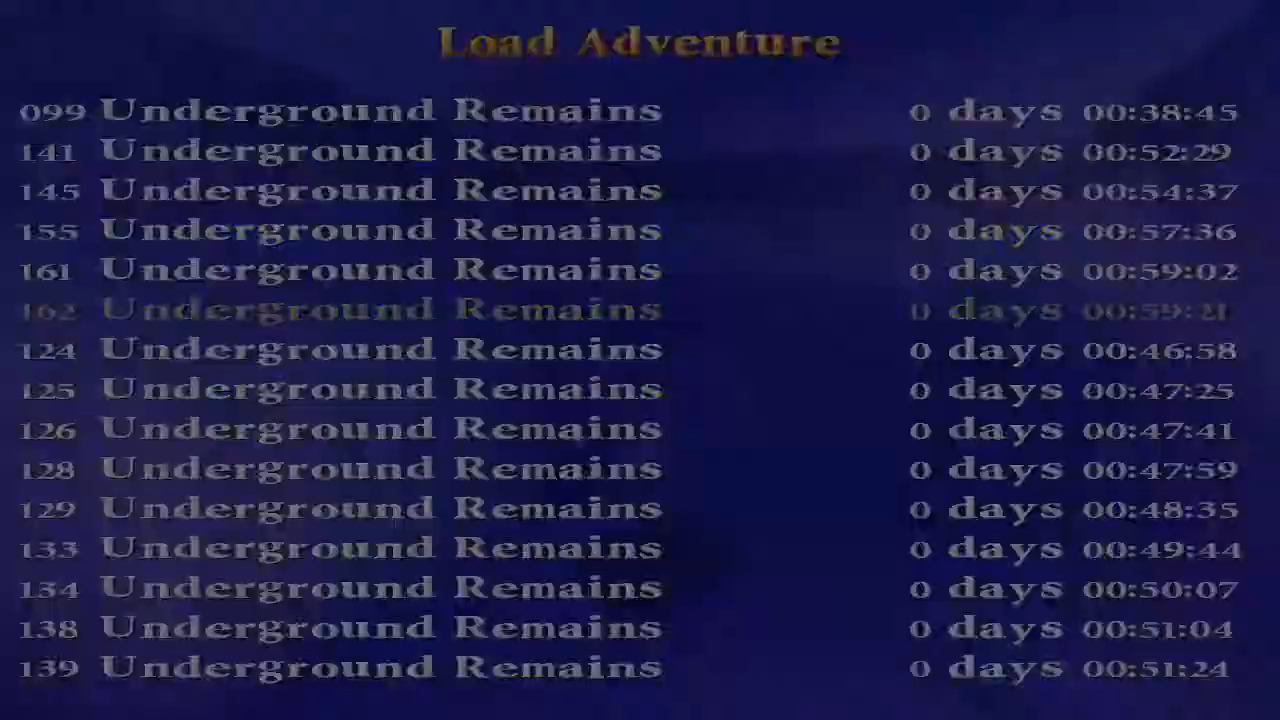 Load Adventure
099 Underground Remains 0 days 00:38:45
141 Underground Remains 0 days 00:52:29
145 Underground Remains 0 days 00:54:37
155 Underground Remains 0 days 00:57:36
161 Underground Remains 0 days 00:59:02
162 Underground Remains 0 days 00:59:21
124 Underground Remains 0 days 00:46:58
125 Underground Remains 0 days 00:47:25
126 Underground Remains 0 days 00:47:41
128 Underground Remains 0 days 00:47:59
129 Underground Remains 0 days 00:48:35
133 Underground Remains 0 days 00:49:44
134 Underground Remains 0 days 00:50:07
138 Underground Remains 0 days 00:51:04
139 Underground Remains 0 days 00:51:24